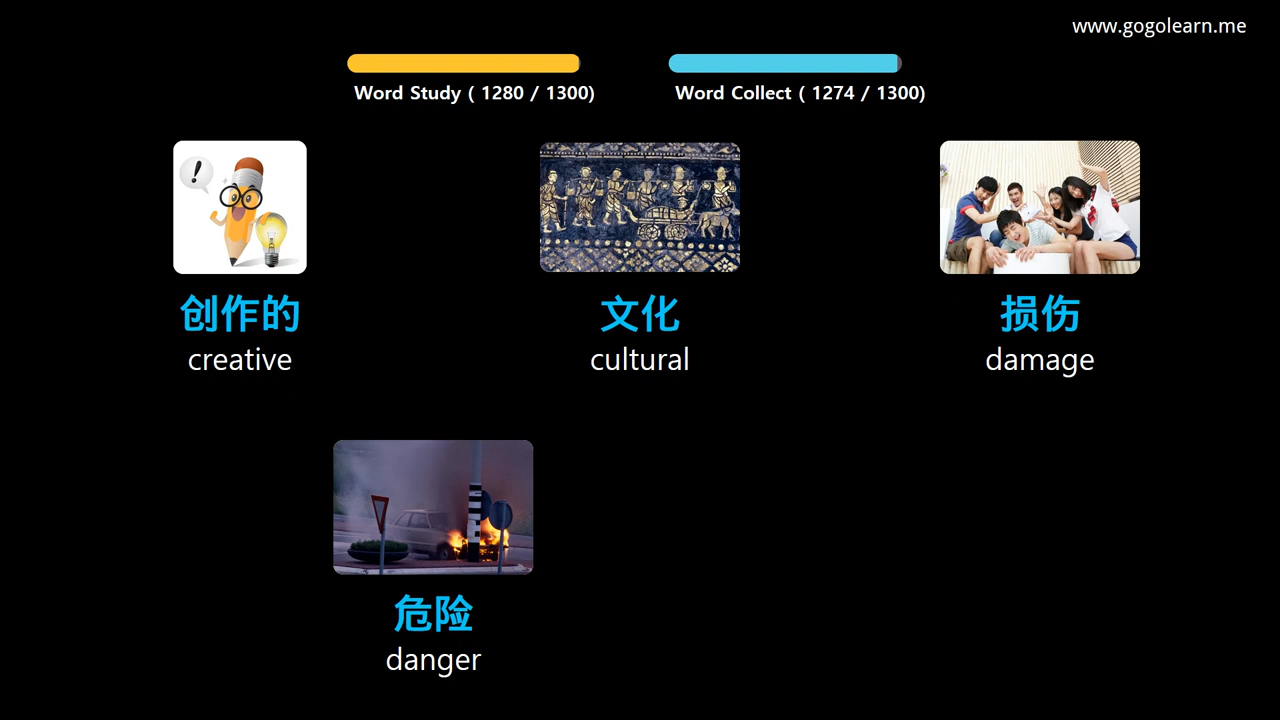 www.gogolearn.me
Word Study ( 1280 / 1300)
Word Collect ( 1274 / 1300)
!
创作的
creative
文化
cultural
损伤
damage
危险
danger